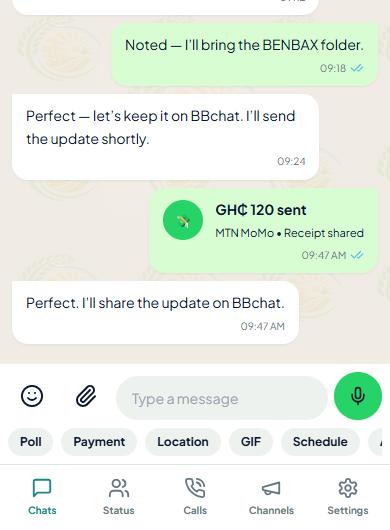 Noted — I’ll bring the BENBAX folder.
09:18
Perfect — let’s keep it on BBchat. I’ll send
the update shortly.
09:24
GH₵ 120 sent
MTN MoMo • Receipt shared
09:47 AM
Perfect. I’ll share the update on BBchat.
09:47 AM
Type a message
Poll Payment Location GIF Schedule
Chats Status Calls Channels Settings